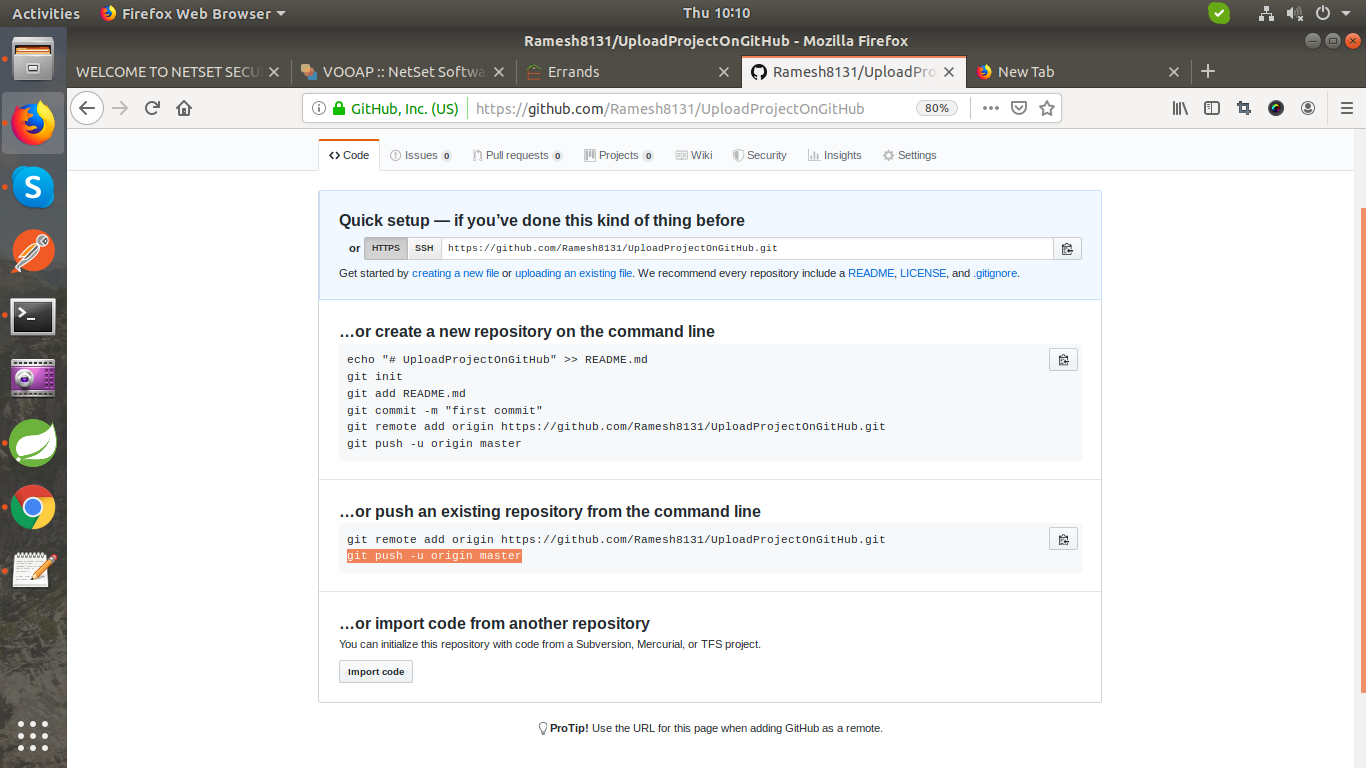 Activities
Firefox Web Browser
Thu 10:10
Ramesh8131/UploadProjectOnGitHub - Mozilla Firefox
WELCOME TO NETSET SECU
VOOAP :: NetSet Softwa
Errands
Ramesh8131/UploadPro
New Tab
GitHub, Inc. (US)
https://github.com/Ramesh8131/UploadProjectOnGitHub
80%
Code
Issues 0
Pull requests 0
Projects 0
Wiki
Security
Insights
Settings
Quick setup — if you’ve done this kind of thing before
or HTTPS SSH https://github.com/Ramesh8131/UploadProjectOnGitHub.git
Get started by creating a new file or uploading an existing file. We recommend every repository include a README, LICENSE, and .gitignore.
…or create a new repository on the command line
echo "# UploadProjectOnGitHub" >> README.md
git init
git add README.md
git commit -m "first commit"
git remote add origin https://github.com/Ramesh8131/UploadProjectOnGitHub.git
git push -u origin master
…or push an existing repository from the command line
git remote add origin https://github.com/Ramesh8131/UploadProjectOnGitHub.git
git push -u origin master
…or import code from another repository
You can initialize this repository with code from a Subversion, Mercurial, or TFS project.
Import code
ProTip! Use the URL for this page when adding GitHub as a remote.